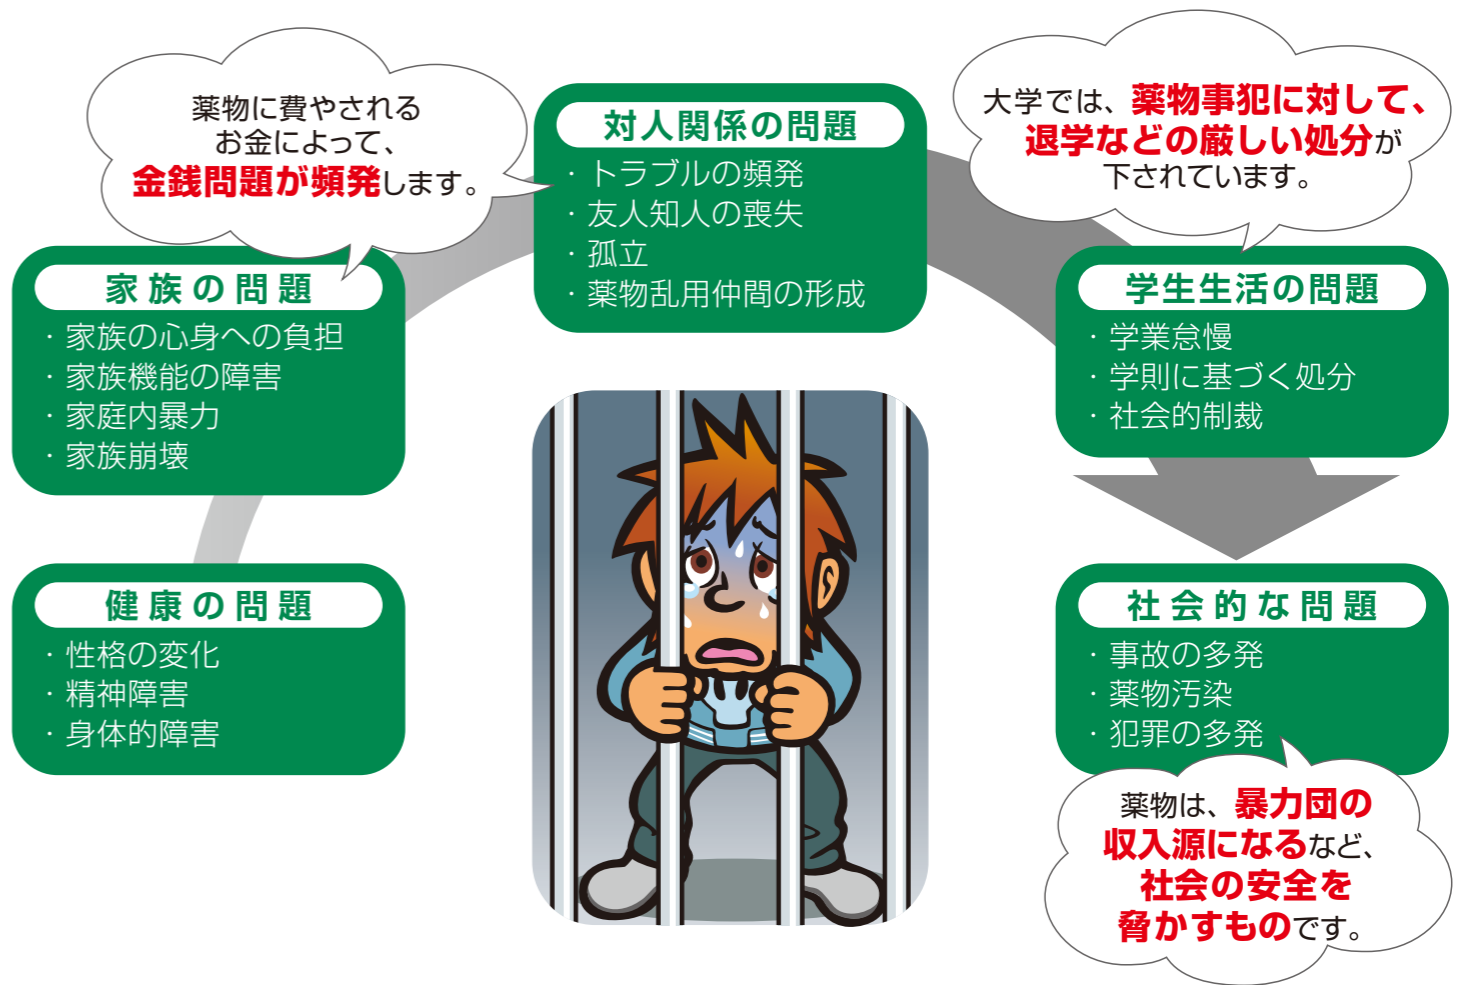 薬物に費やされる
お金によって、
金銭問題が頻発します。
対人関係の問題
・トラブルの頻発
・友人知人の喪失
・孤立
・薬物乱用仲間の形成
大学では、薬物事犯に対して、
退学などの厳しい処分が
下されています。
家族の問題
・家族の心身への負担
・家族機能の障害
・家庭内暴力
・家族崩壊
学生生活の問題
・学業怠慢
・学則に基づく処分
・社会的制裁
健康の問題
・性格の変化
・精神障害
・身体的障害
社会的な問題
・事故の多発
・薬物汚染
・犯罪の多発
薬物は、暴力団の
収入源になるなど、
社会の安全を
脅かすものです。